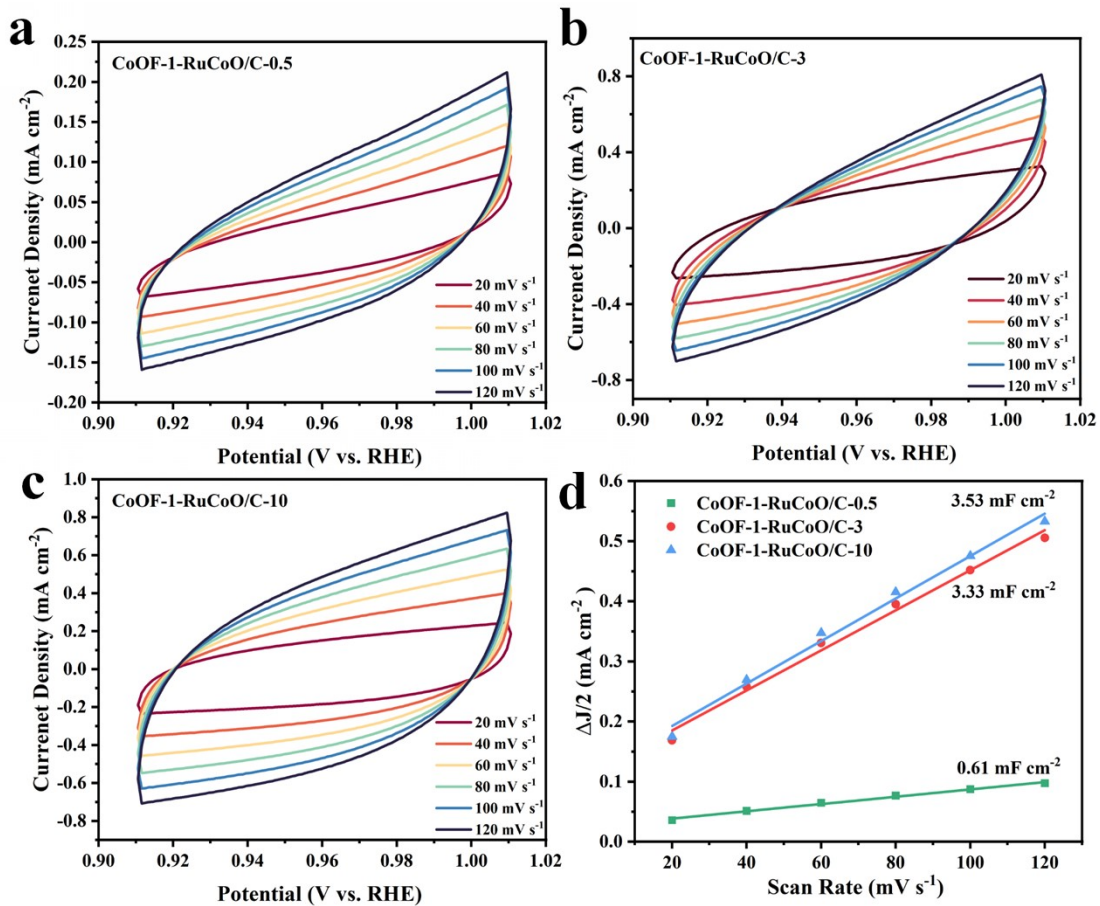 a
CoOF-1-RuCoO/C-0.5
0.25
0.20
0.15
0.10
0.05
0.00
-0.05
-0.10
-0.15
-0.20
Currenet Density (mA cm⁻²)
20 mV s⁻¹
40 mV s⁻¹
60 mV s⁻¹
80 mV s⁻¹
100 mV s⁻¹
120 mV s⁻¹
0.90 0.92 0.94 0.96 0.98 1.00 1.02
Potential (V vs. RHE)
b
CoOF-1-RuCoO/C-3
0.8
0.4
0.0
-0.4
-0.8
Currenet Density (mA cm⁻²)
20 mV s⁻¹
40 mV s⁻¹
60 mV s⁻¹
80 mV s⁻¹
100 mV s⁻¹
120 mV s⁻¹
0.90 0.92 0.94 0.96 0.98 1.00 1.02
Potential (V vs. RHE)
c
CoOF-1-RuCoO/C-10
1.0
0.8
0.6
0.4
0.2
0.0
-0.2
-0.4
-0.6
-0.8
Currenet Density (mA cm⁻²)
20 mV s⁻¹
40 mV s⁻¹
60 mV s⁻¹
80 mV s⁻¹
100 mV s⁻¹
120 mV s⁻¹
0.90 0.92 0.94 0.96 0.98 1.00 1.02
Potential (V vs. RHE)
d
CoOF-1-RuCoO/C-0.5
CoOF-1-RuCoO/C-3
CoOF-1-RuCoO/C-10
3.53 mF cm⁻²
3.33 mF cm⁻²
0.61 mF cm⁻²
0.6
0.5
0.4
0.3
0.2
0.1
0.0
ΔJ/2 (mA cm⁻²)
20 40 60 80 100 120
Scan Rate (mV s⁻¹)